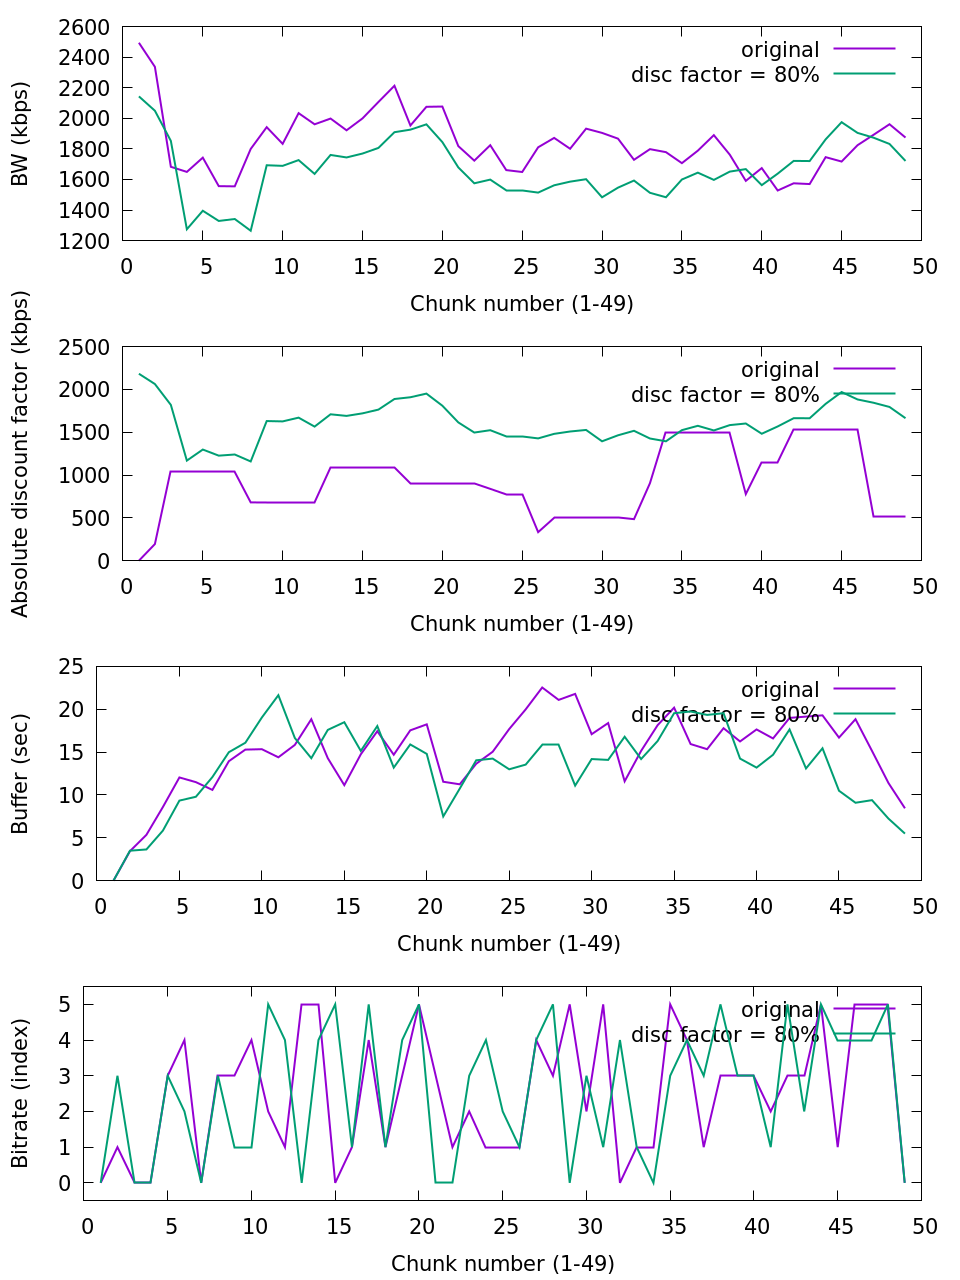 BW (kbps)
2600
2400
2200
2000
1800
1600
1400
1200
original
disc factor = 80%
0 5 10 15 20 25 30 35 40 45 50
Chunk number (1-49)
Absolute discount factor (kbps)
2500
2000
1500
1000
500
0
original
disc factor = 80%
0 5 10 15 20 25 30 35 40 45 50
Chunk number (1-49)
Buffer (sec)
25
20
15
10
5
0
original
disc factor = 80%
0 5 10 15 20 25 30 35 40 45 50
Chunk number (1-49)
Bitrate (index)
5
4
3
2
1
0
original
disc factor = 80%
0 5 10 15 20 25 30 35 40 45 50
Chunk number (1-49)